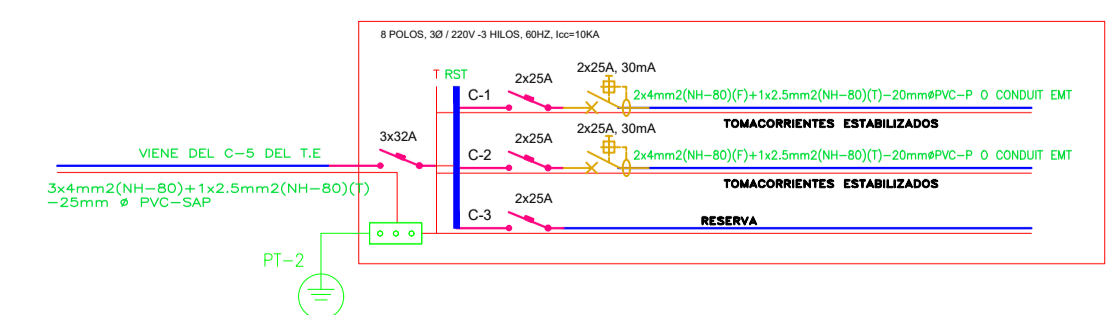 8 POLOS, 3Ø / 220V -3 HILOS, 60HZ, Icc=10KA
T RST
C-1
2x25A
2x25A, 30mA
2x4mm2(NH-80)(F)+1x2.5mm2(NH-80)(T)-20mmøPVC-P O CONDUIT EMT
TOMACORRIENTES ESTABILIZADOS
3x32A
C-2
2x25A
2x25A, 30mA
2x4mm2(NH-80)(F)+1x2.5mm2(NH-80)(T)-20mmøPVC-P O CONDUIT EMT
TOMACORRIENTES ESTABILIZADOS
VIENE DEL C-5 DEL T.E
3x4mm2(NH-80)+1x2.5mm2(NH-80)(T)
-25mm ø PVC-SAP
C-3
2x25A
RESERVA
PT-2